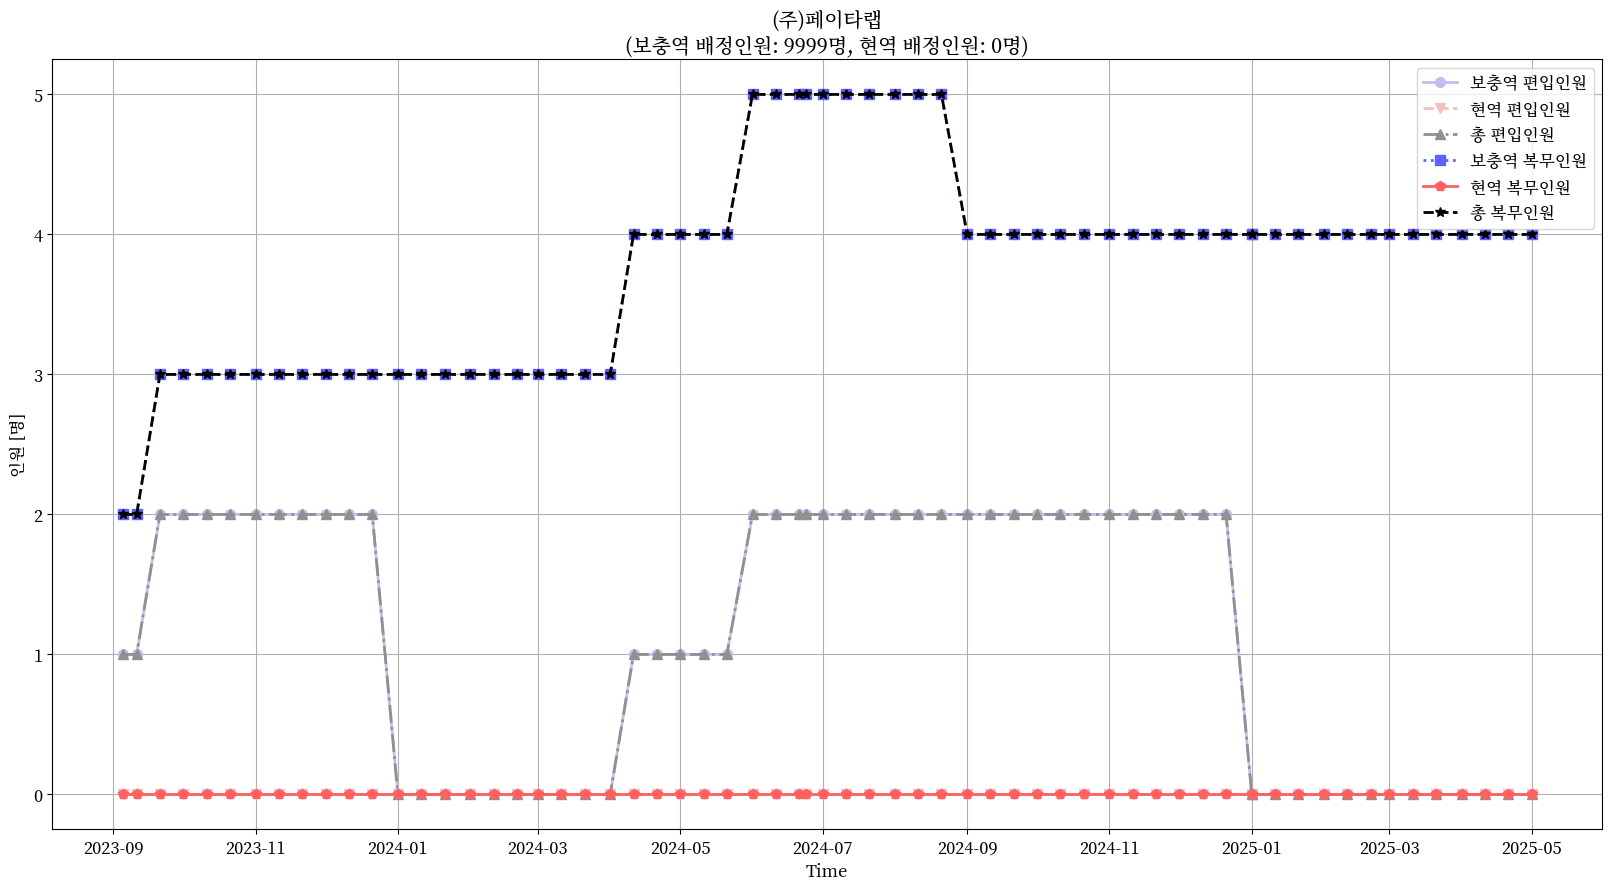 (주)페이타랩
(보충역 배정인원: 9999명, 현역 배정인원: 0명)
보충역 편입인원
현역 편입인원
총 편입인원
보충역 복무인원
현역 복무인원
총 복무인원
인원 [명]
5
4
3
2
1
0
2023-09
2023-11
2024-01
2024-03
2024-05
2024-07
2024-09
2024-11
2025-01
2025-03
2025-05
Time